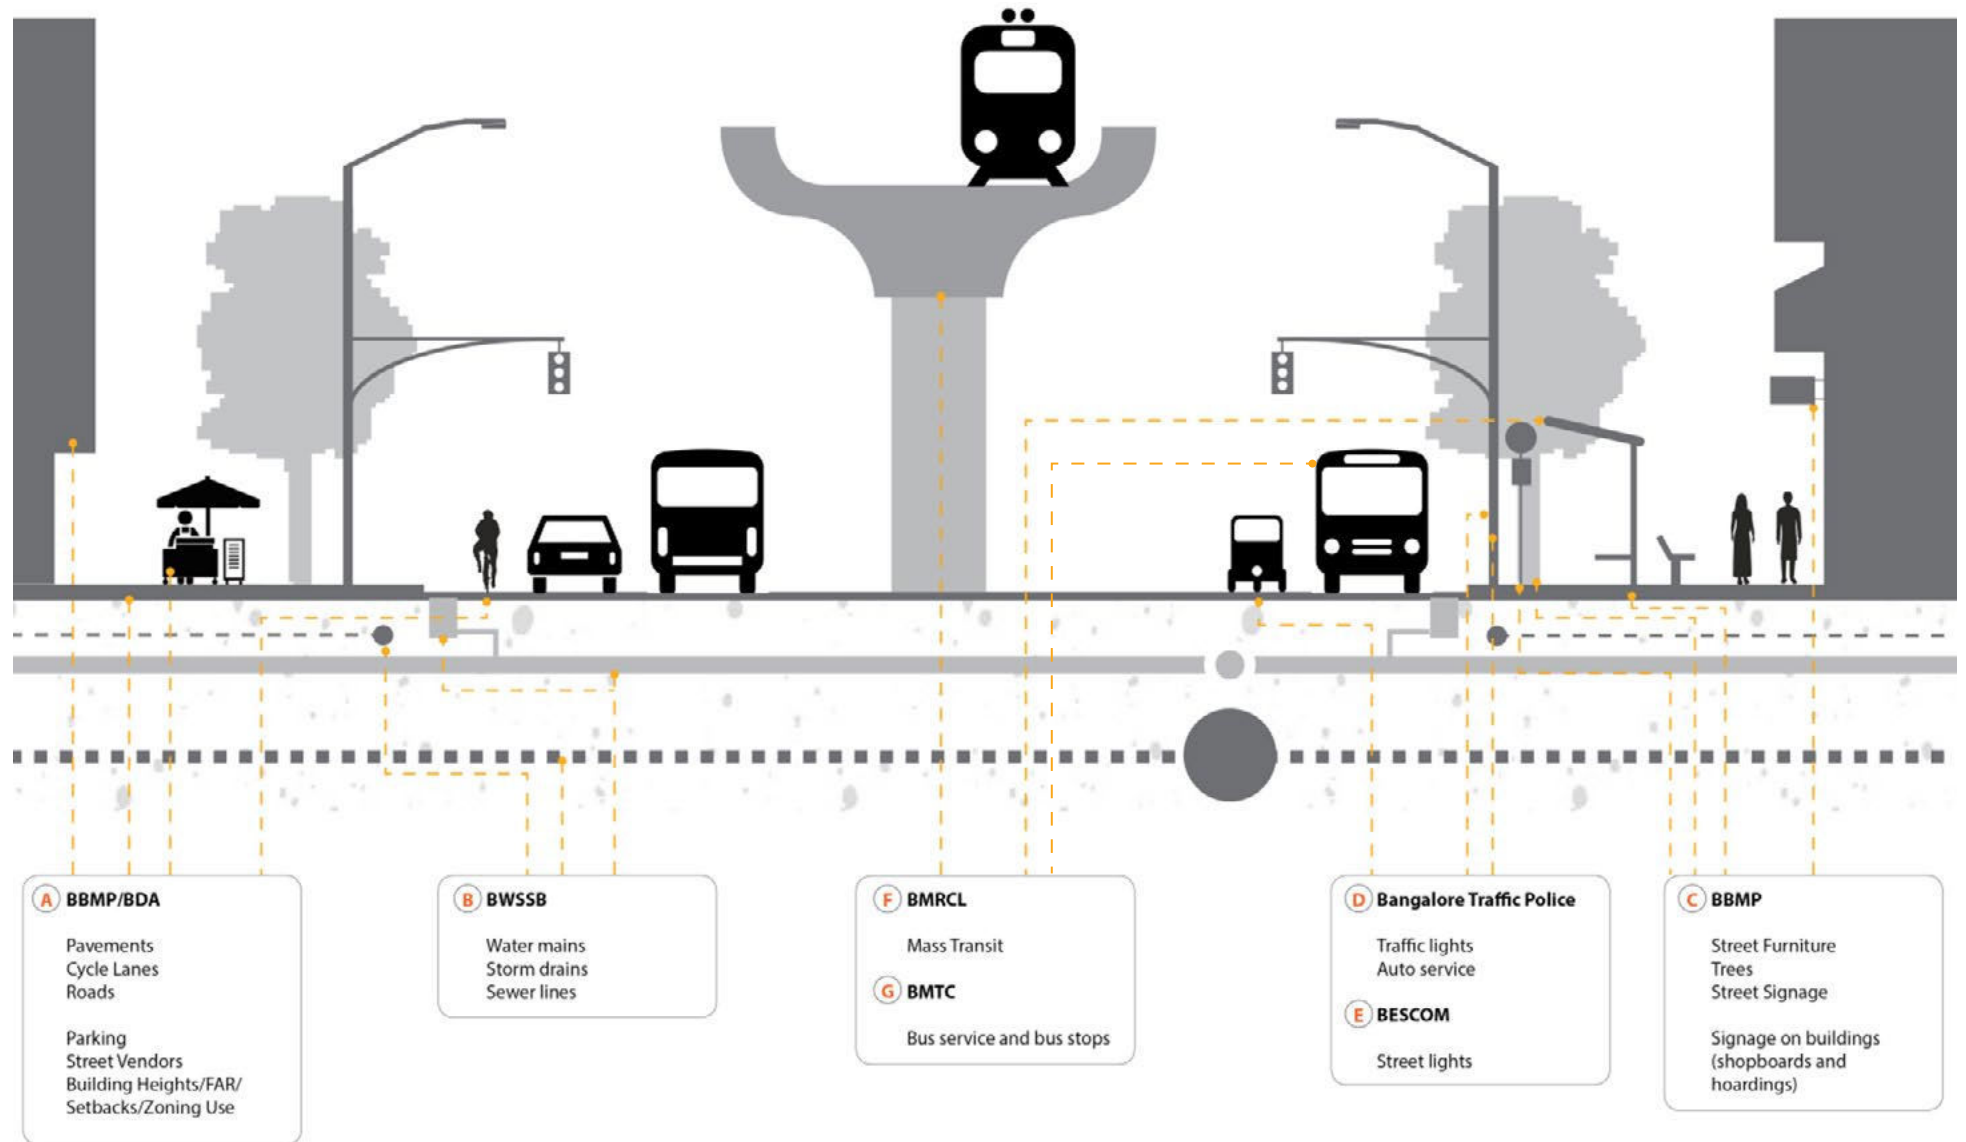 A BBMP/BDA
Pavements
Cycle Lanes
Roads
Parking
Street Vendors
Building Heights/FAR/
Setbacks/Zoning Use
B BWSSB
Water mains
Storm drains
Sewer lines
F BMRCL
Mass Transit
G BMTC
Bus service and bus stops
D Bangalore Traffic Police
Traffic lights
Auto service
E BESCOM
Street lights
C BBMP
Street Furniture
Trees
Street Signage
Signage on buildings
(shopboards and
hoardings)